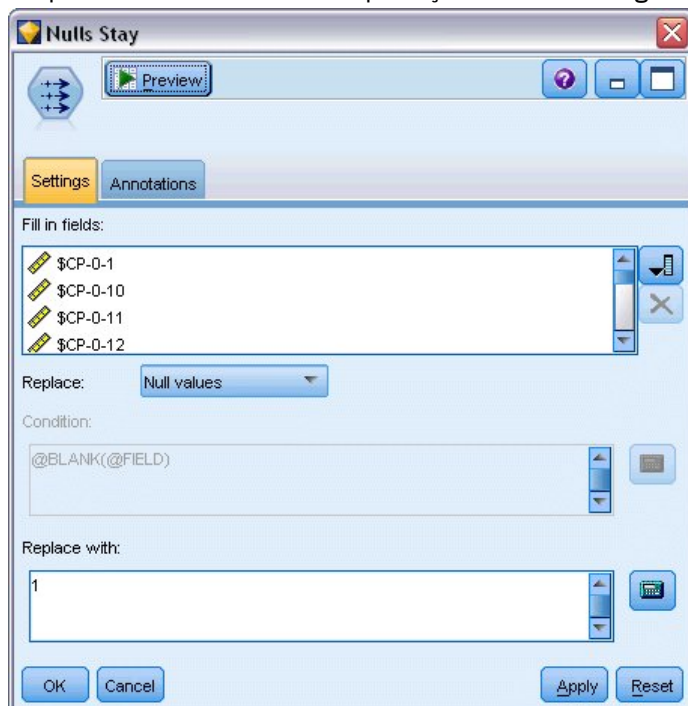 Nulls Stay
Preview
Settings Annotations
Fill in fields:
$CP-0-1
$CP-0-10
$CP-0-11
$CP-0-12
Replace: Null values
Condition:
@BLANK(@FIELD)
Replace with:
1
OK Cancel Apply Reset